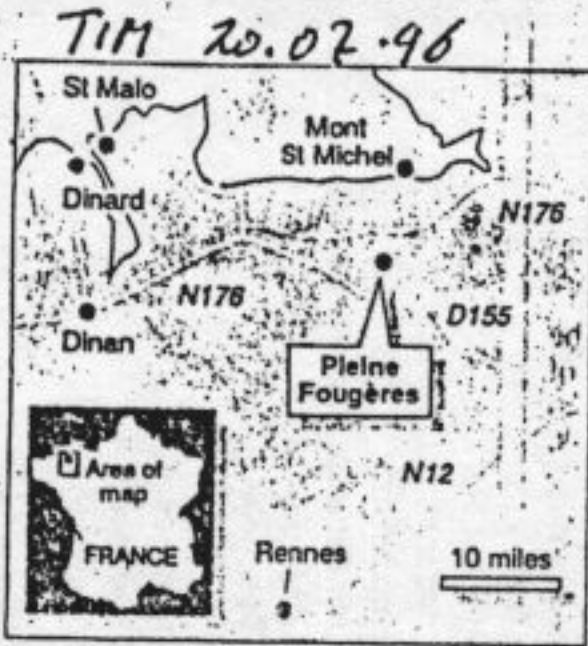 TIM 20.02.96
St Malo
Mont
St Michel
Dinard
N176
N176
Dinan
D155
Pleine
Fougères
N12
Area of
map
FRANCE
Rennes
10 miles